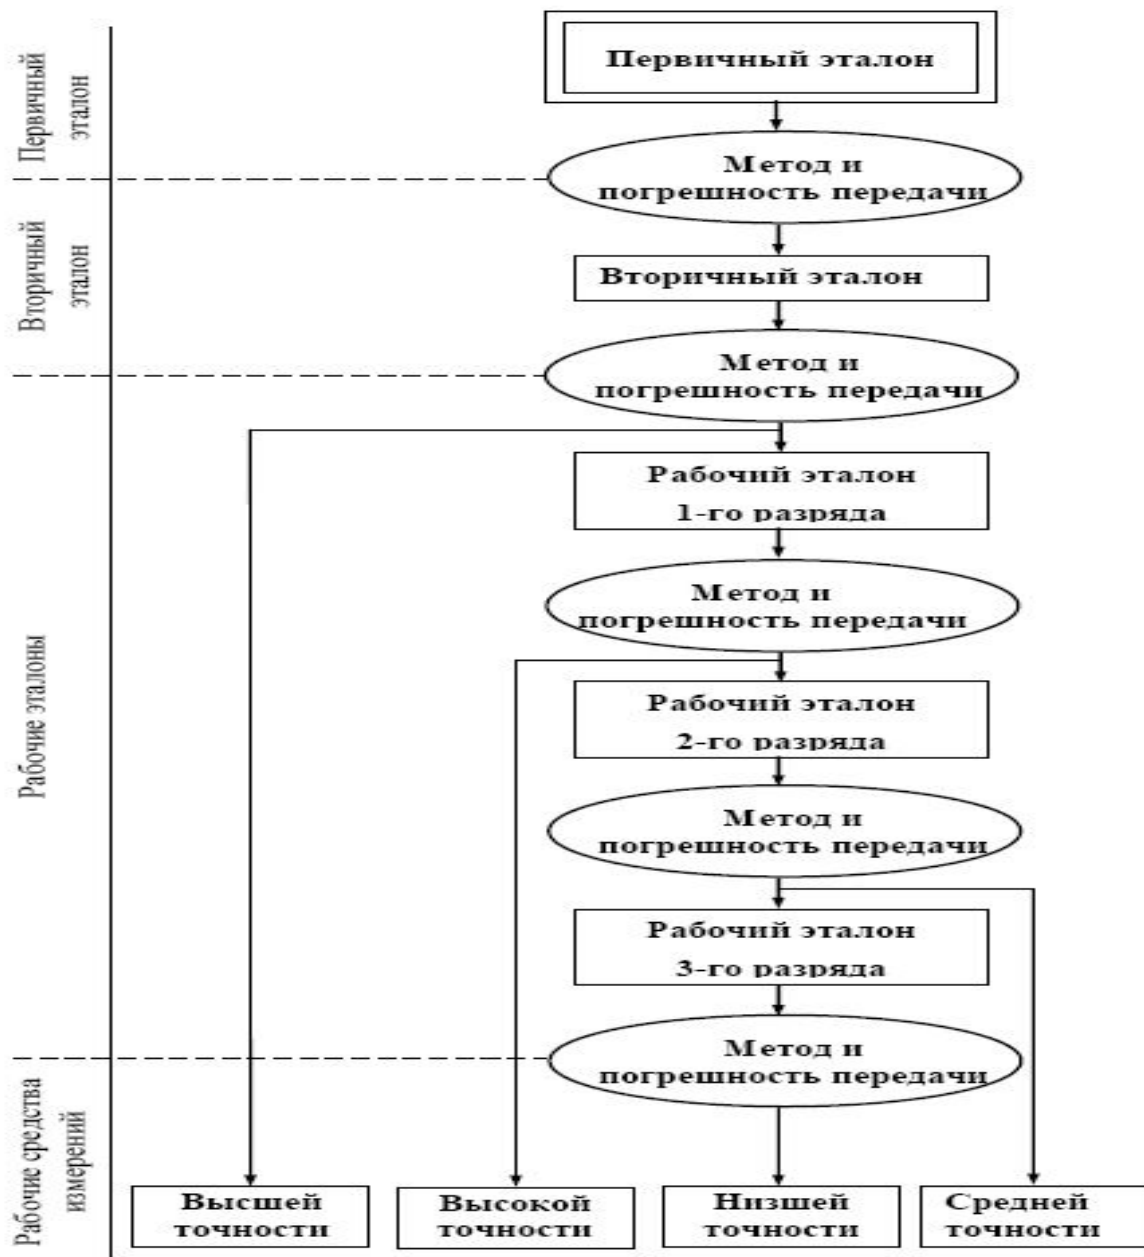 Первичный эталон
Первичный
эталон
Метод и
погрешность передачи
Вторичный
эталон
Вторичный эталон
Метод и
погрешность передачи
Рабочие эталоны
Рабочий эталон
1-го разряда
Метод и
погрешность передачи
Рабочий эталон
2-го разряда
Метод и
погрешность передачи
Рабочий эталон
3-го разряда
Метод и
погрешность передачи
Рабочие средства
измерений
Высшей
точности
Высокой
точности
Низшей
точности
Средней
точности